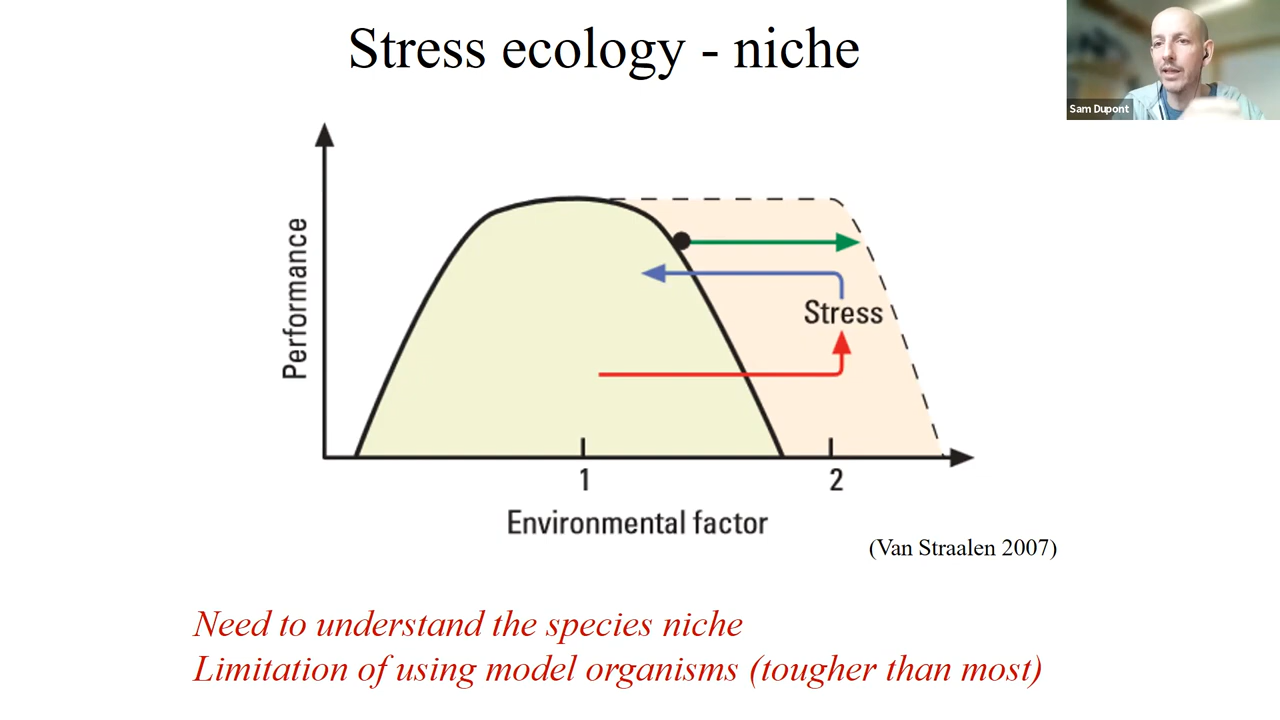 Stress ecology - niche
Sam Dupont
Performance
Stress
1
2
Environmental factor
(Van Straalen 2007)
Need to understand the species niche
Limitation of using model organisms (tougher than most)